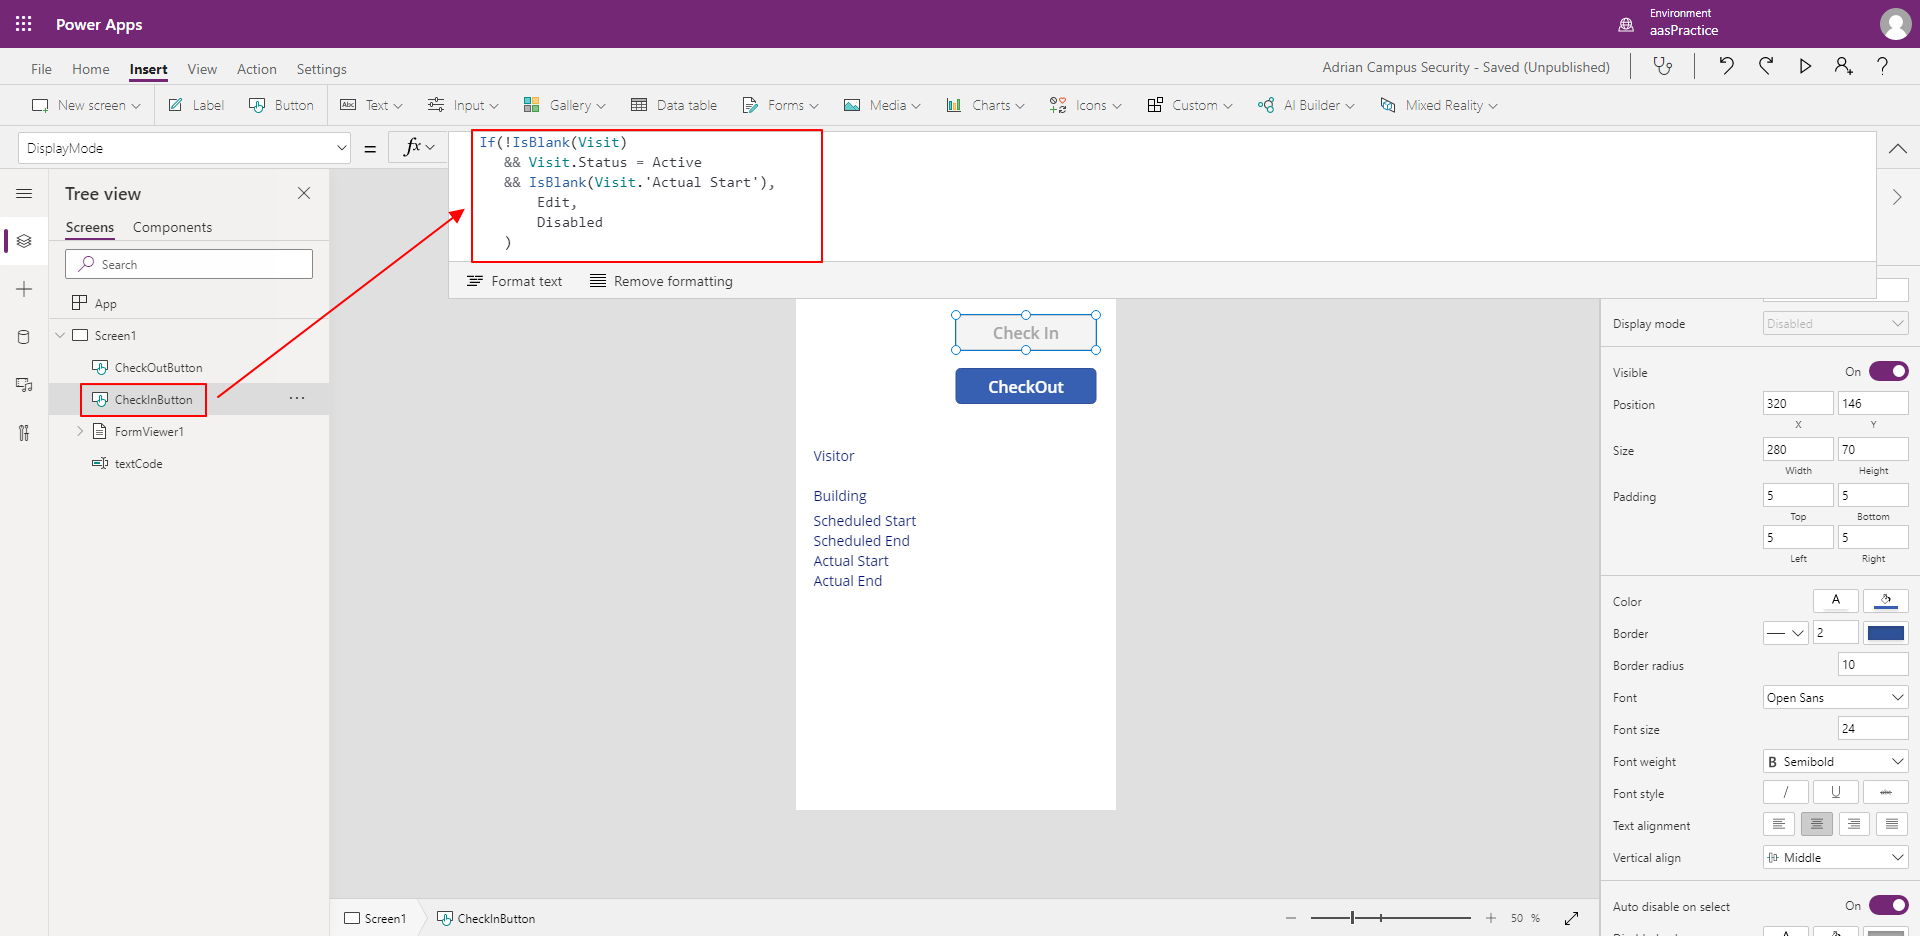 Power Apps
Environment
aasPractice
File Home Insert View Action Settings
Adrian Campus Security - Saved (Unpublished)
New screen Label Button Text Input Gallery Data table Forms Media Charts Icons Custom AI Builder Mixed Reality
Abc
DisplayMode = fx
If(!IsBlank(Visit)
&& Visit.Status = Active
&& IsBlank(Visit.'Actual Start'),
Edit,
Disabled
)
Format text Remove formatting
Tree view
Screens Components
Search
App
Screen1
CheckOutButton
CheckInButton ...
FormViewer1
textCode
Check In
CheckOut
Visitor
Building
Scheduled Start
Scheduled End
Actual Start
Actual End
Display mode Disabled
Visible On
Position 320 146
X Y
Size 280 70
Width Height
Padding 5 5
Top Bottom
5 5
Left Right
Color A
Border 2
Border radius 10
Font Open Sans
Font size 24
Font weight B Semibold
Font style / U abc
Text alignment
Vertical align Middle
Auto disable on select On
Screen1 CheckInButton
50 %